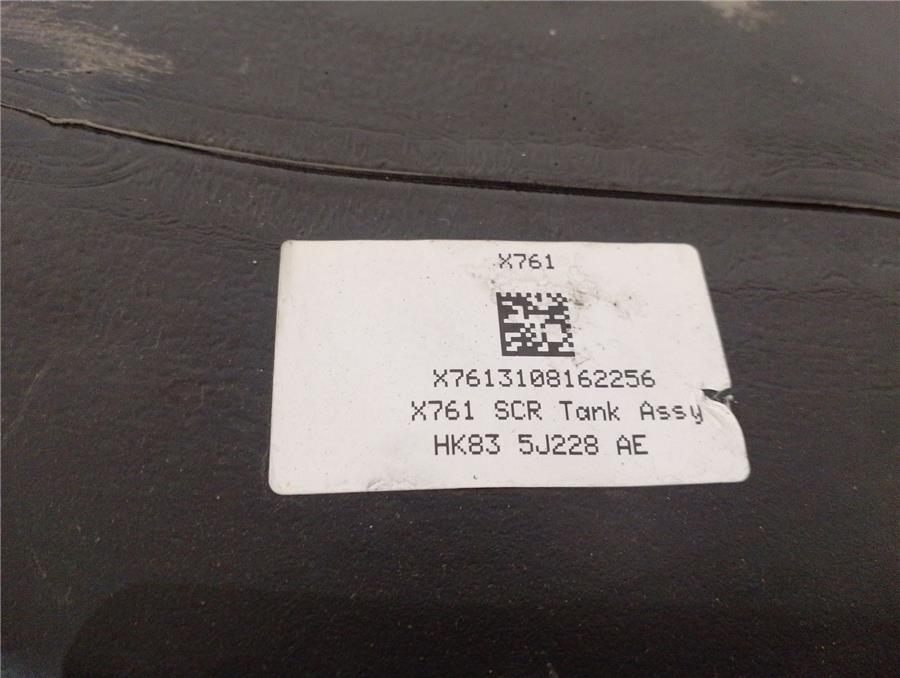 X761
X7613108162256
X761 SCR Tank Assy
HK83 5J228 AE